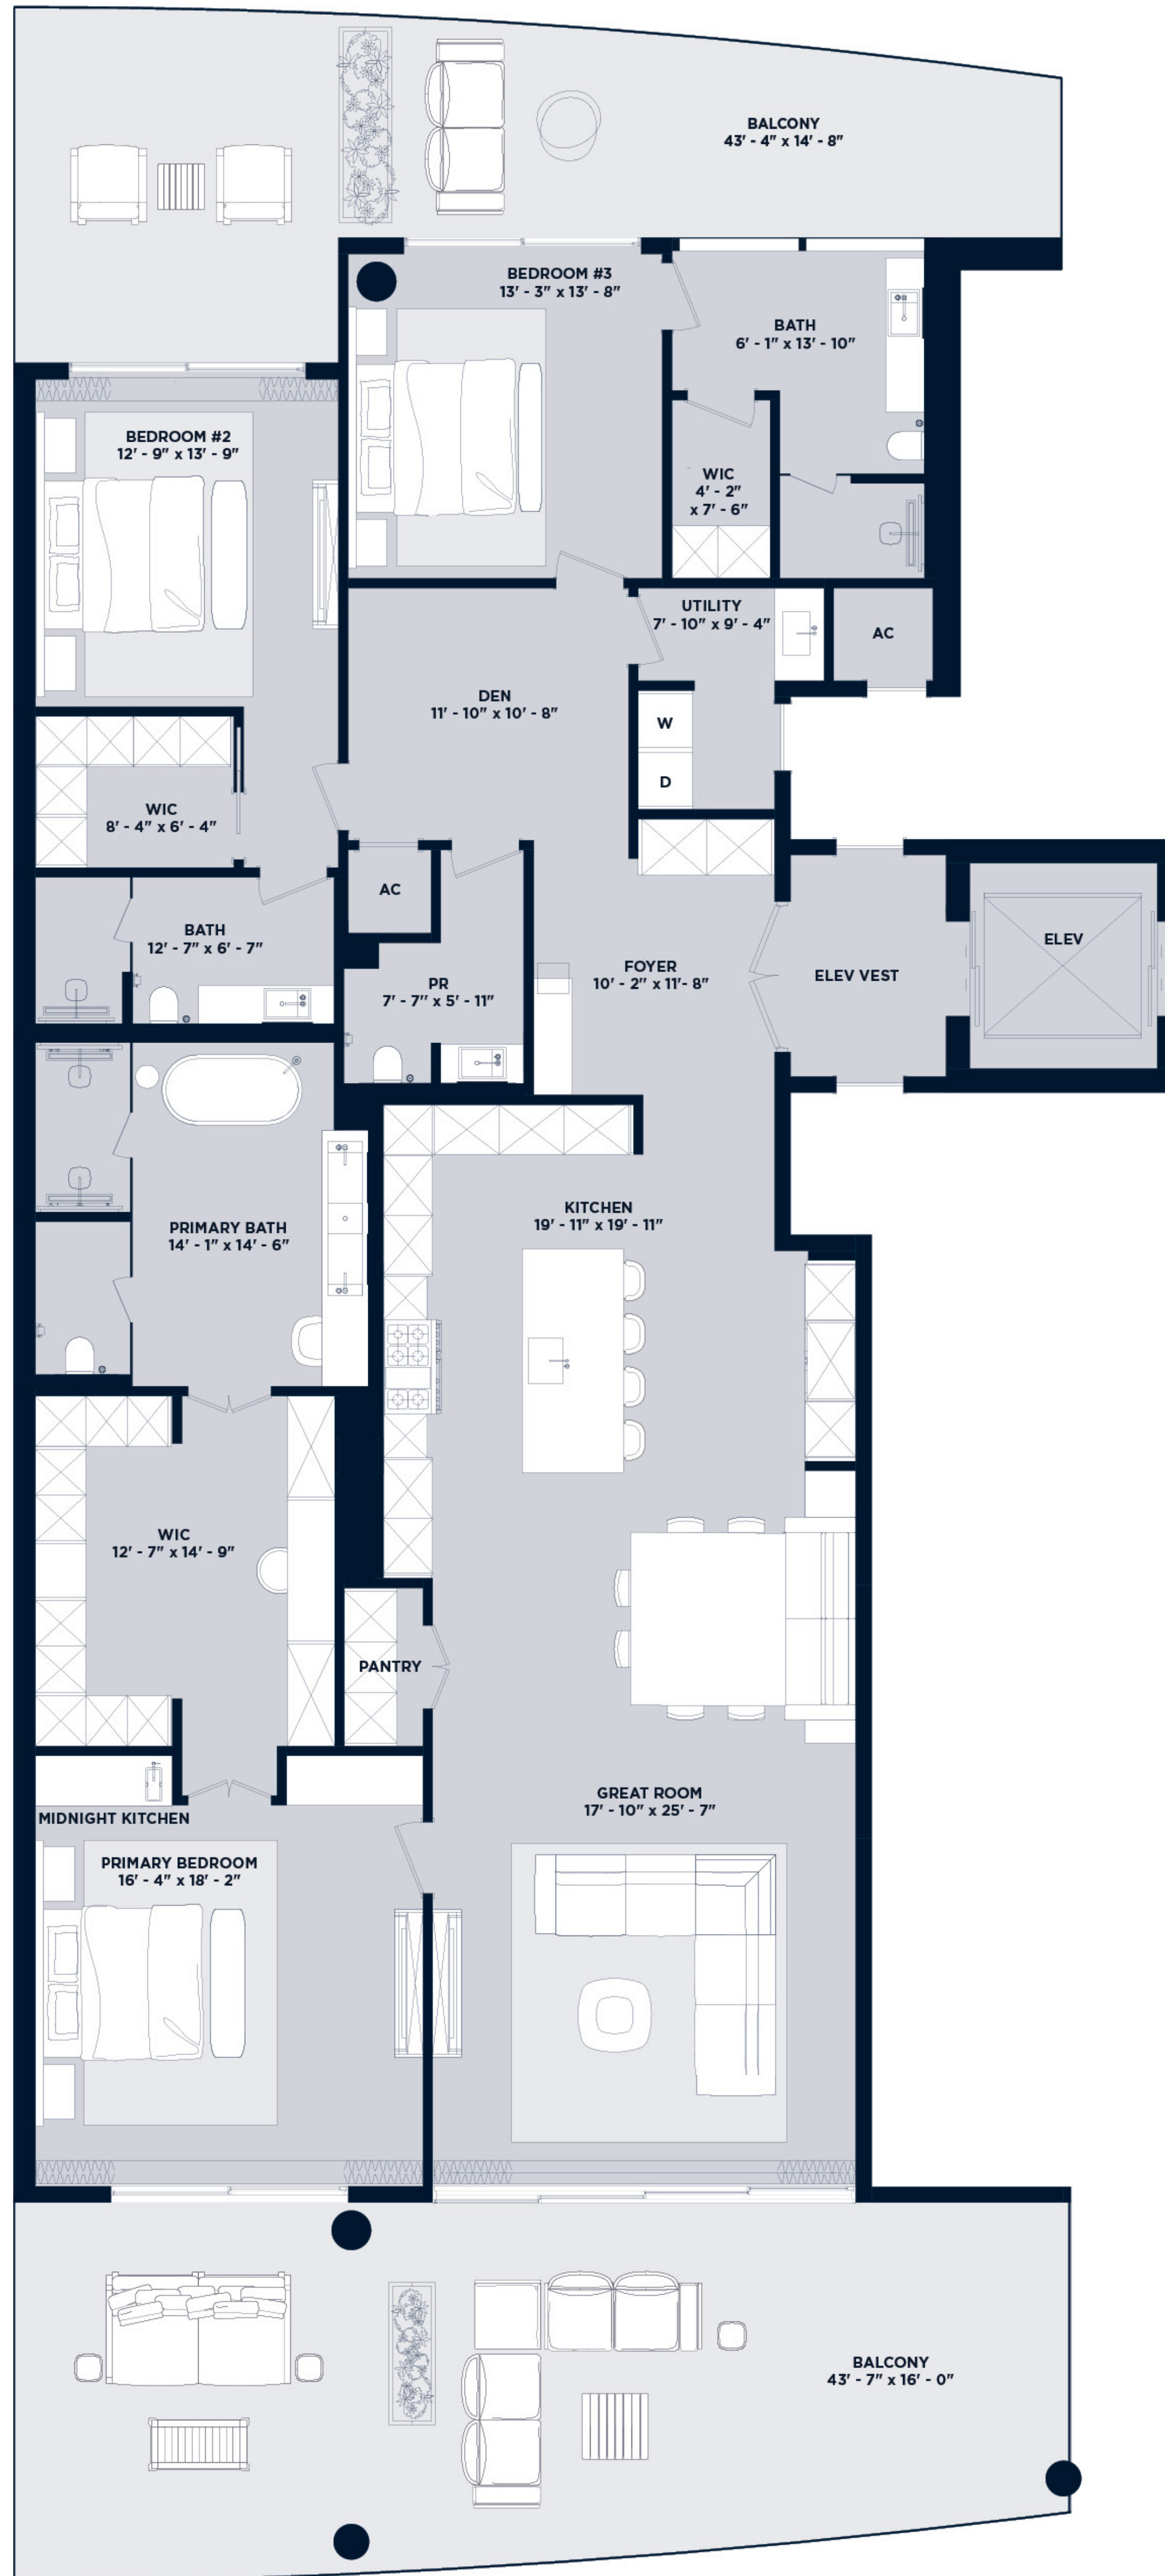 BALCONY
43' - 4" x 14' - 8"
BEDROOM #3
13' - 3" x 13' - 8"
BATH
6' - 1" x 13' - 10"
BEDROOM #2
12' - 9" x 13' - 9"
WIC
4' - 2"
x 7' - 6"
UTILITY
7' - 10" x 9' - 4"
AC
DEN
11' - 10" x 10' - 8"
W
D
WIC
8' - 4" x 6' - 4"
AC
BATH
12' - 7" x 6' - 7"
PR
7' - 7" x 5' - 11"
FOYER
10' - 2" x 11'- 8"
ELEV VEST
ELEV
PRIMARY BATH
14' - 1" x 14' - 6"
KITCHEN
19' - 11" x 19' - 11"
WIC
12' - 7" x 14' - 9"
PANTRY
GREAT ROOM
17' - 10" x 25' - 7"
MIDNIGHT KITCHEN
PRIMARY BEDROOM
16' - 4" x 18' - 2"
BALCONY
43' - 7" x 16' - 0"